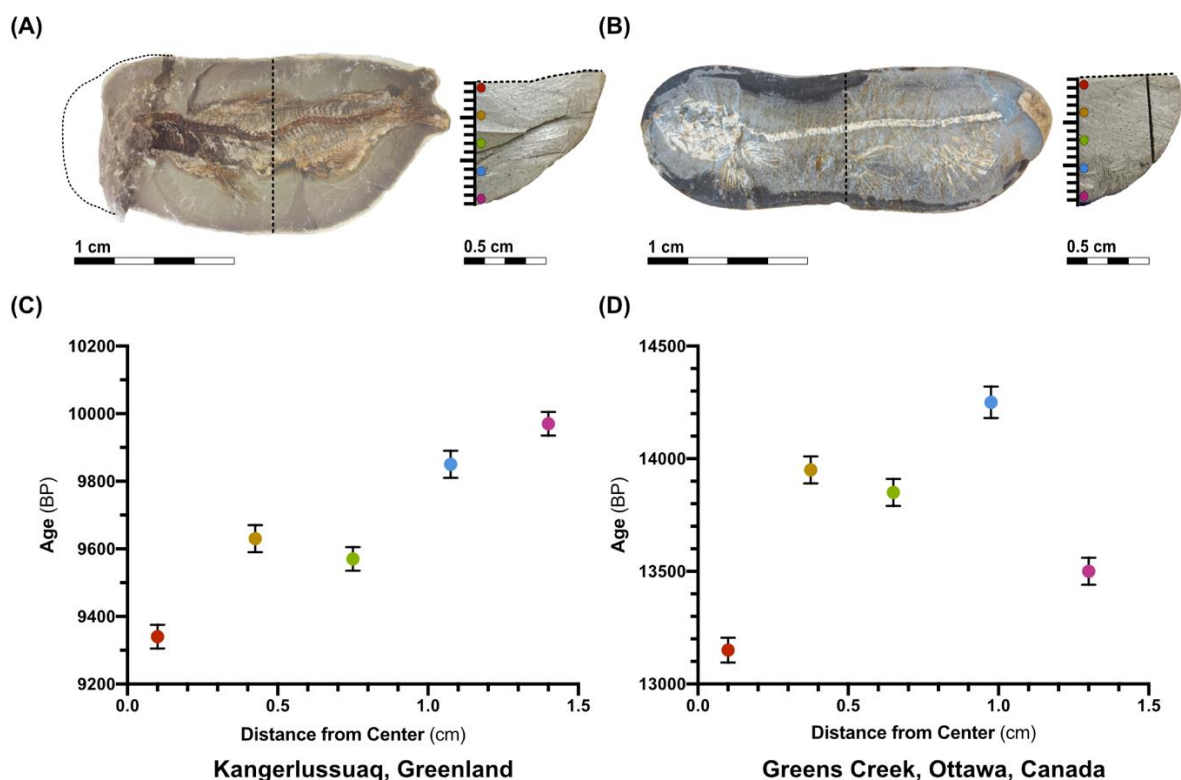 (A)
(B)
1 cm
0.5 cm
1 cm
0.5 cm
(C)
(D)
10200
10000
9800
9600
9400
9200
Age (BP)
0.0
0.5
1.0
1.5
Distance from Center (cm)
Kangerlussuaq, Greenland
14500
14000
13500
13000
Age (BP)
0.0
0.5
1.0
1.5
Distance from Center (cm)
Greens Creek, Ottawa, Canada